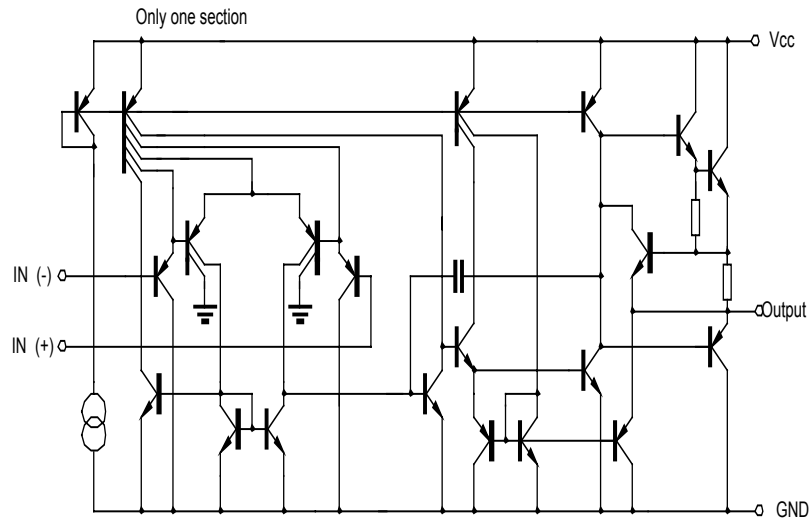 Only one section
Vcc
IN (-)
Output
IN (+)
GND